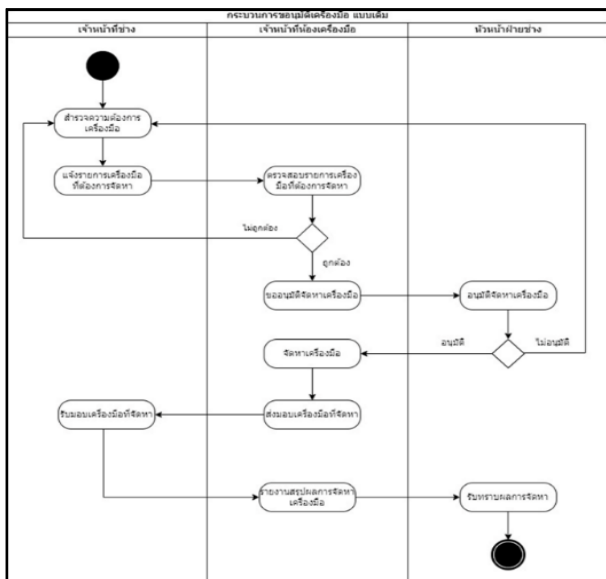 กระบวนการขออนุมัติเครื่องมือ แบบเดิม
เจ้าหน้าที่ช่าง
เจ้าหน้าที่ห้องเครื่องมือ
หัวหน้าฝ่ายช่าง
สำรวจความต้องการ
เครื่องมือ
แจ้งรายการเครื่องมือ
ที่ต้องการจัดหา
ตรวจสอบรายการเครื่อง
มือที่ต้องการจัดหา
ไม่ถูกต้อง
ถูกต้อง
ขออนุมัติจัดหาเครื่องมือ
อนุมัติจัดหาเครื่องมือ
อนุมัติ
ไม่อนุมัติ
จัดหาเครื่องมือ
รับมอบเครื่องมือที่จัดหา
ส่งมอบเครื่องมือที่จัดหา
รายงานสรุปผลการจัดหา
เครื่องมือ
รับทราบผลการจัดหา